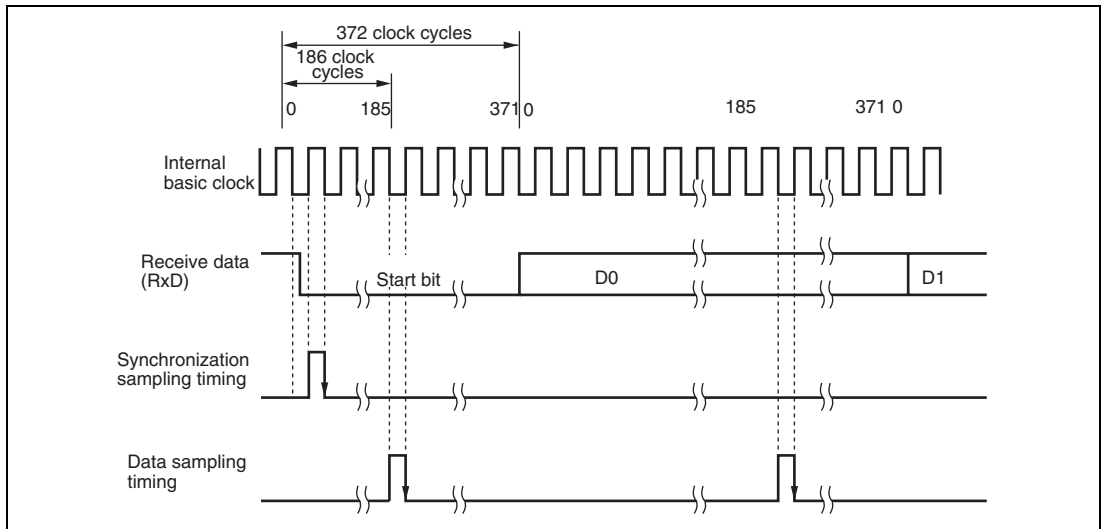 372 clock cycles
186 clock
cycles
0 185 371 0 185 371 0
Internal
basic clock
Receive data
(RxD)
Start bit D0 D1
Synchronization
sampling timing
Data sampling
timing